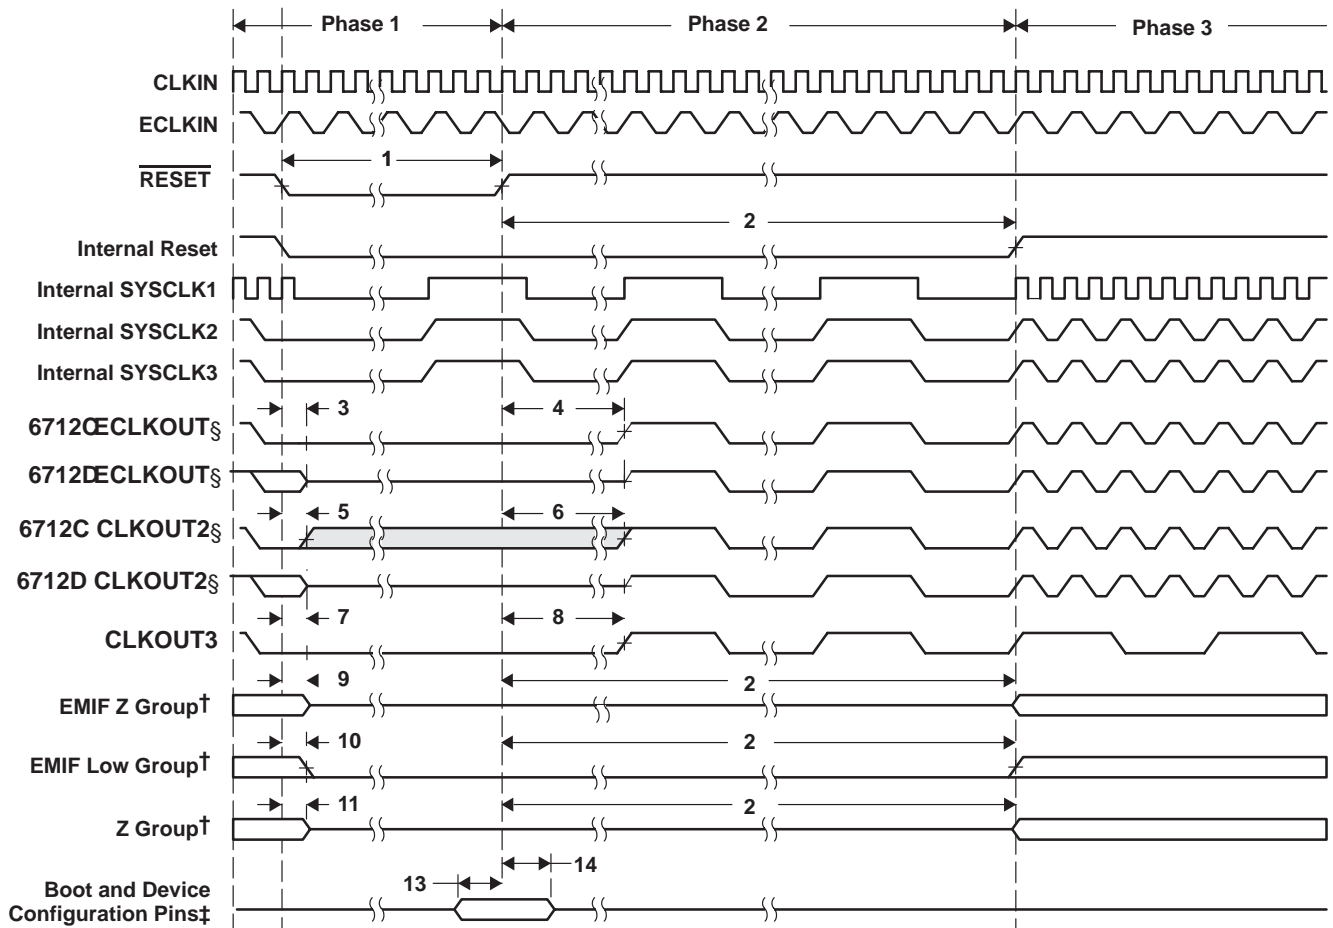 Phase 1
Phase 2
Phase 3
CLKIN
ECLKIN
1
RESET
2
Internal Reset
Internal SYSCLK1
Internal SYSCLK2
Internal SYSCLK3
3
4
6712C ECLKOUT§
6712D ECLKOUT§
5
6
6712C CLKOUT2§
6712D CLKOUT2§
7
8
CLKOUT3
9
2
EMIF Z Group†
10
2
EMIF Low Group†
11
2
Z Group†
14
13
Boot and Device
Configuration Pins‡